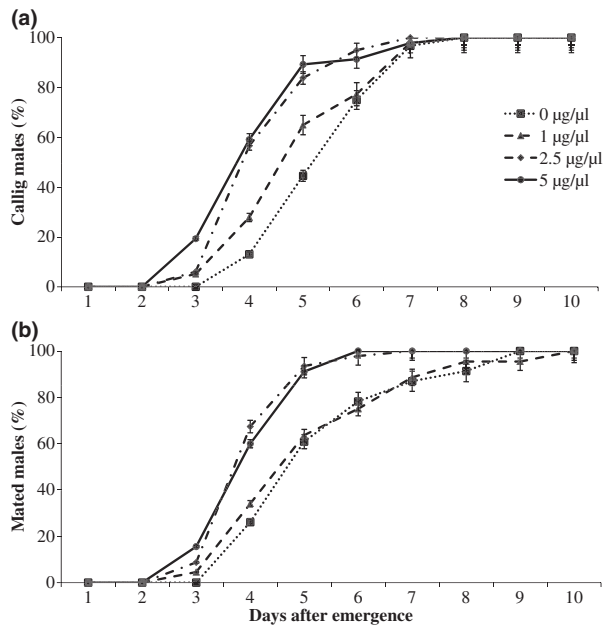 (a)
100
80
60
40
20
0
Callig males (%)
0 μg/μl
1 μg/μl
2.5 μg/μl
5 μg/μl
1 2 3 4 5 6 7 8 9 10
(b)
100
80
60
40
20
0
Mated males (%)
1 2 3 4 5 6 7 8 9 10
Days after emergence